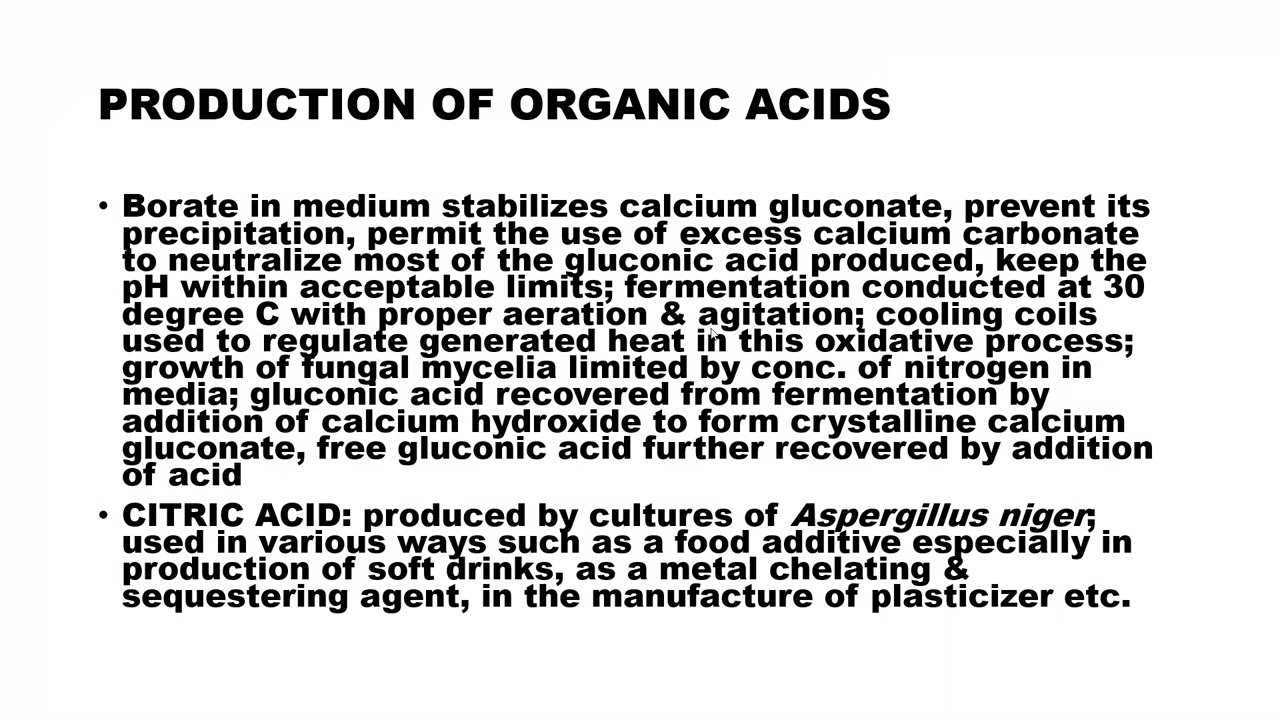 PRODUCTION OF ORGANIC ACIDS
• Borate in medium stabilizes calcium gluconate, prevent its
precipitation, permit the use of excess calcium carbonate
to neutralize most of the gluconic acid produced, keep the
pH within acceptable limits; fermentation conducted at 30
degree C with proper aeration & agitation; cooling coils
used to regulate generated heat in this oxidative process;
growth of fungal mycelia limited by conc. of nitrogen in
media; gluconic acid recovered from fermentation by
addition of calcium hydroxide to form crystalline calcium
gluconate, free gluconic acid further recovered by addition
of acid
• CITRIC ACID: produced by cultures of Aspergillus niger;
used in various ways such as a food additive especially in
production of soft drinks, as a metal chelating &
sequestering agent, in the manufacture of plasticizer etc.